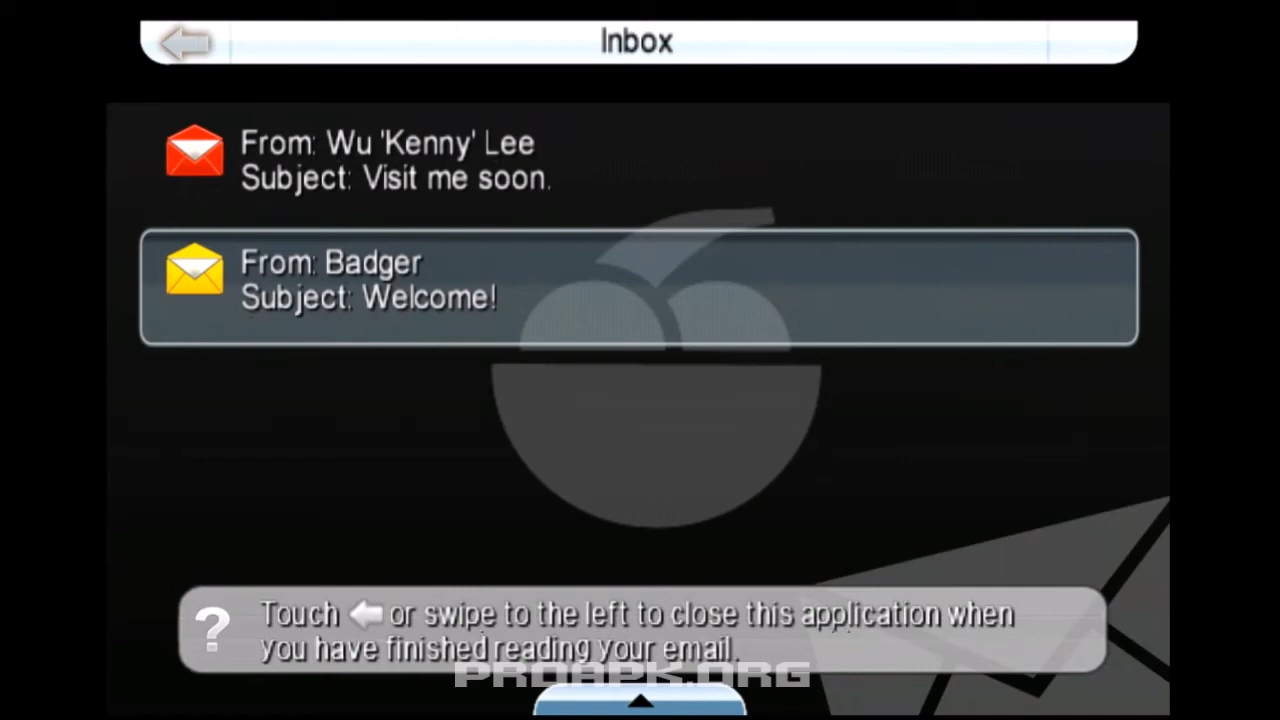 Inbox
From: Wu 'Kenny' Lee
Subject: Visit me soon.
From: Badger
Subject: Welcome!
? Touch or swipe to the left to close this application when
you have finished reading your email.
PROAPK.ORG